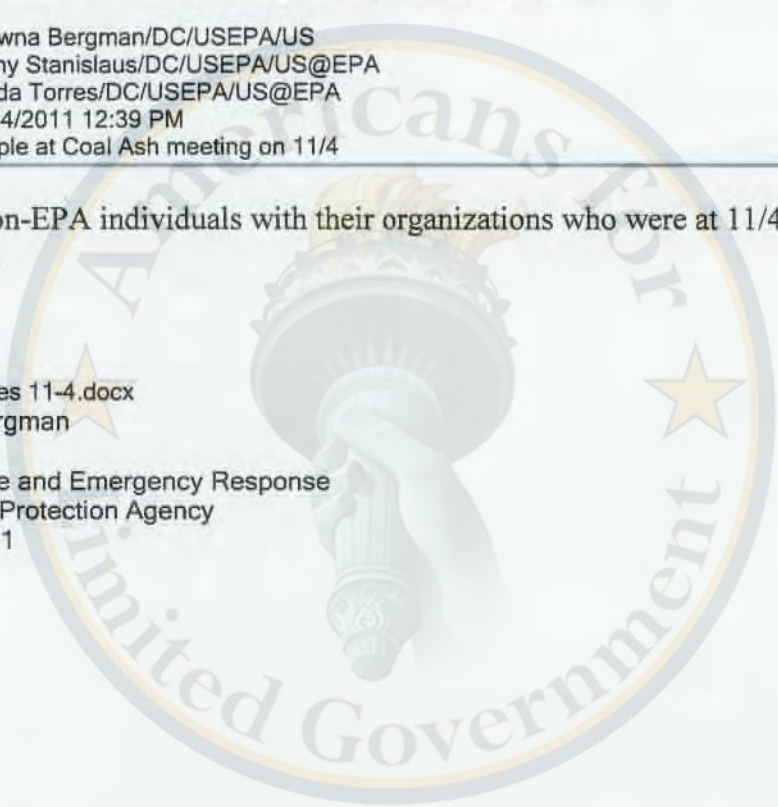 wna Bergman/DC/USEPA/US
ny Stanislaus/DC/USEPA/US@EPA
da Torres/DC/USEPA/US@EPA
4/2011 12:39 PM
ple at Coal Ash meeting on 11/4
on-EPA individuals with their organizations who were at 11/4
es 11-4.docx
rgman
e and Emergency Response
Protection Agency
1
Americans for
Limited Government